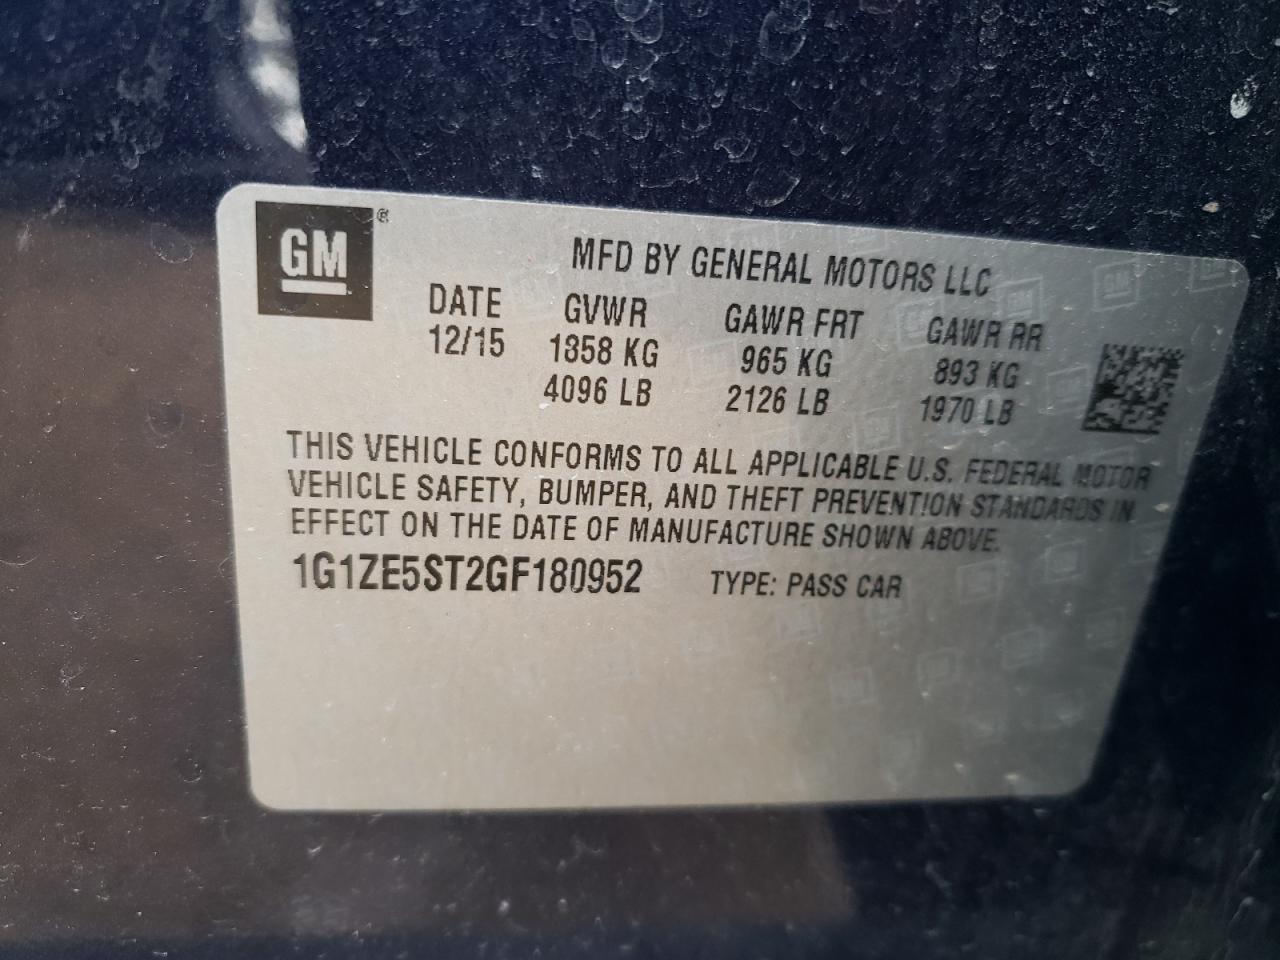 GM ®
MFD BY GENERAL MOTORS LLC
DATE GVWR GAWR FRT GAWR RR
12/15 1858 KG 965 KG 893 KG
4096 LB 2126 LB 1970 LB
THIS VEHICLE CONFORMS TO ALL APPLICABLE U.S. FEDERAL MOTOR
VEHICLE SAFETY, BUMPER, AND THEFT PREVENTION STANDARDS IN
EFFECT ON THE DATE OF MANUFACTURE SHOWN ABOVE.
1G1ZE5ST2GF180952 TYPE: PASS CAR